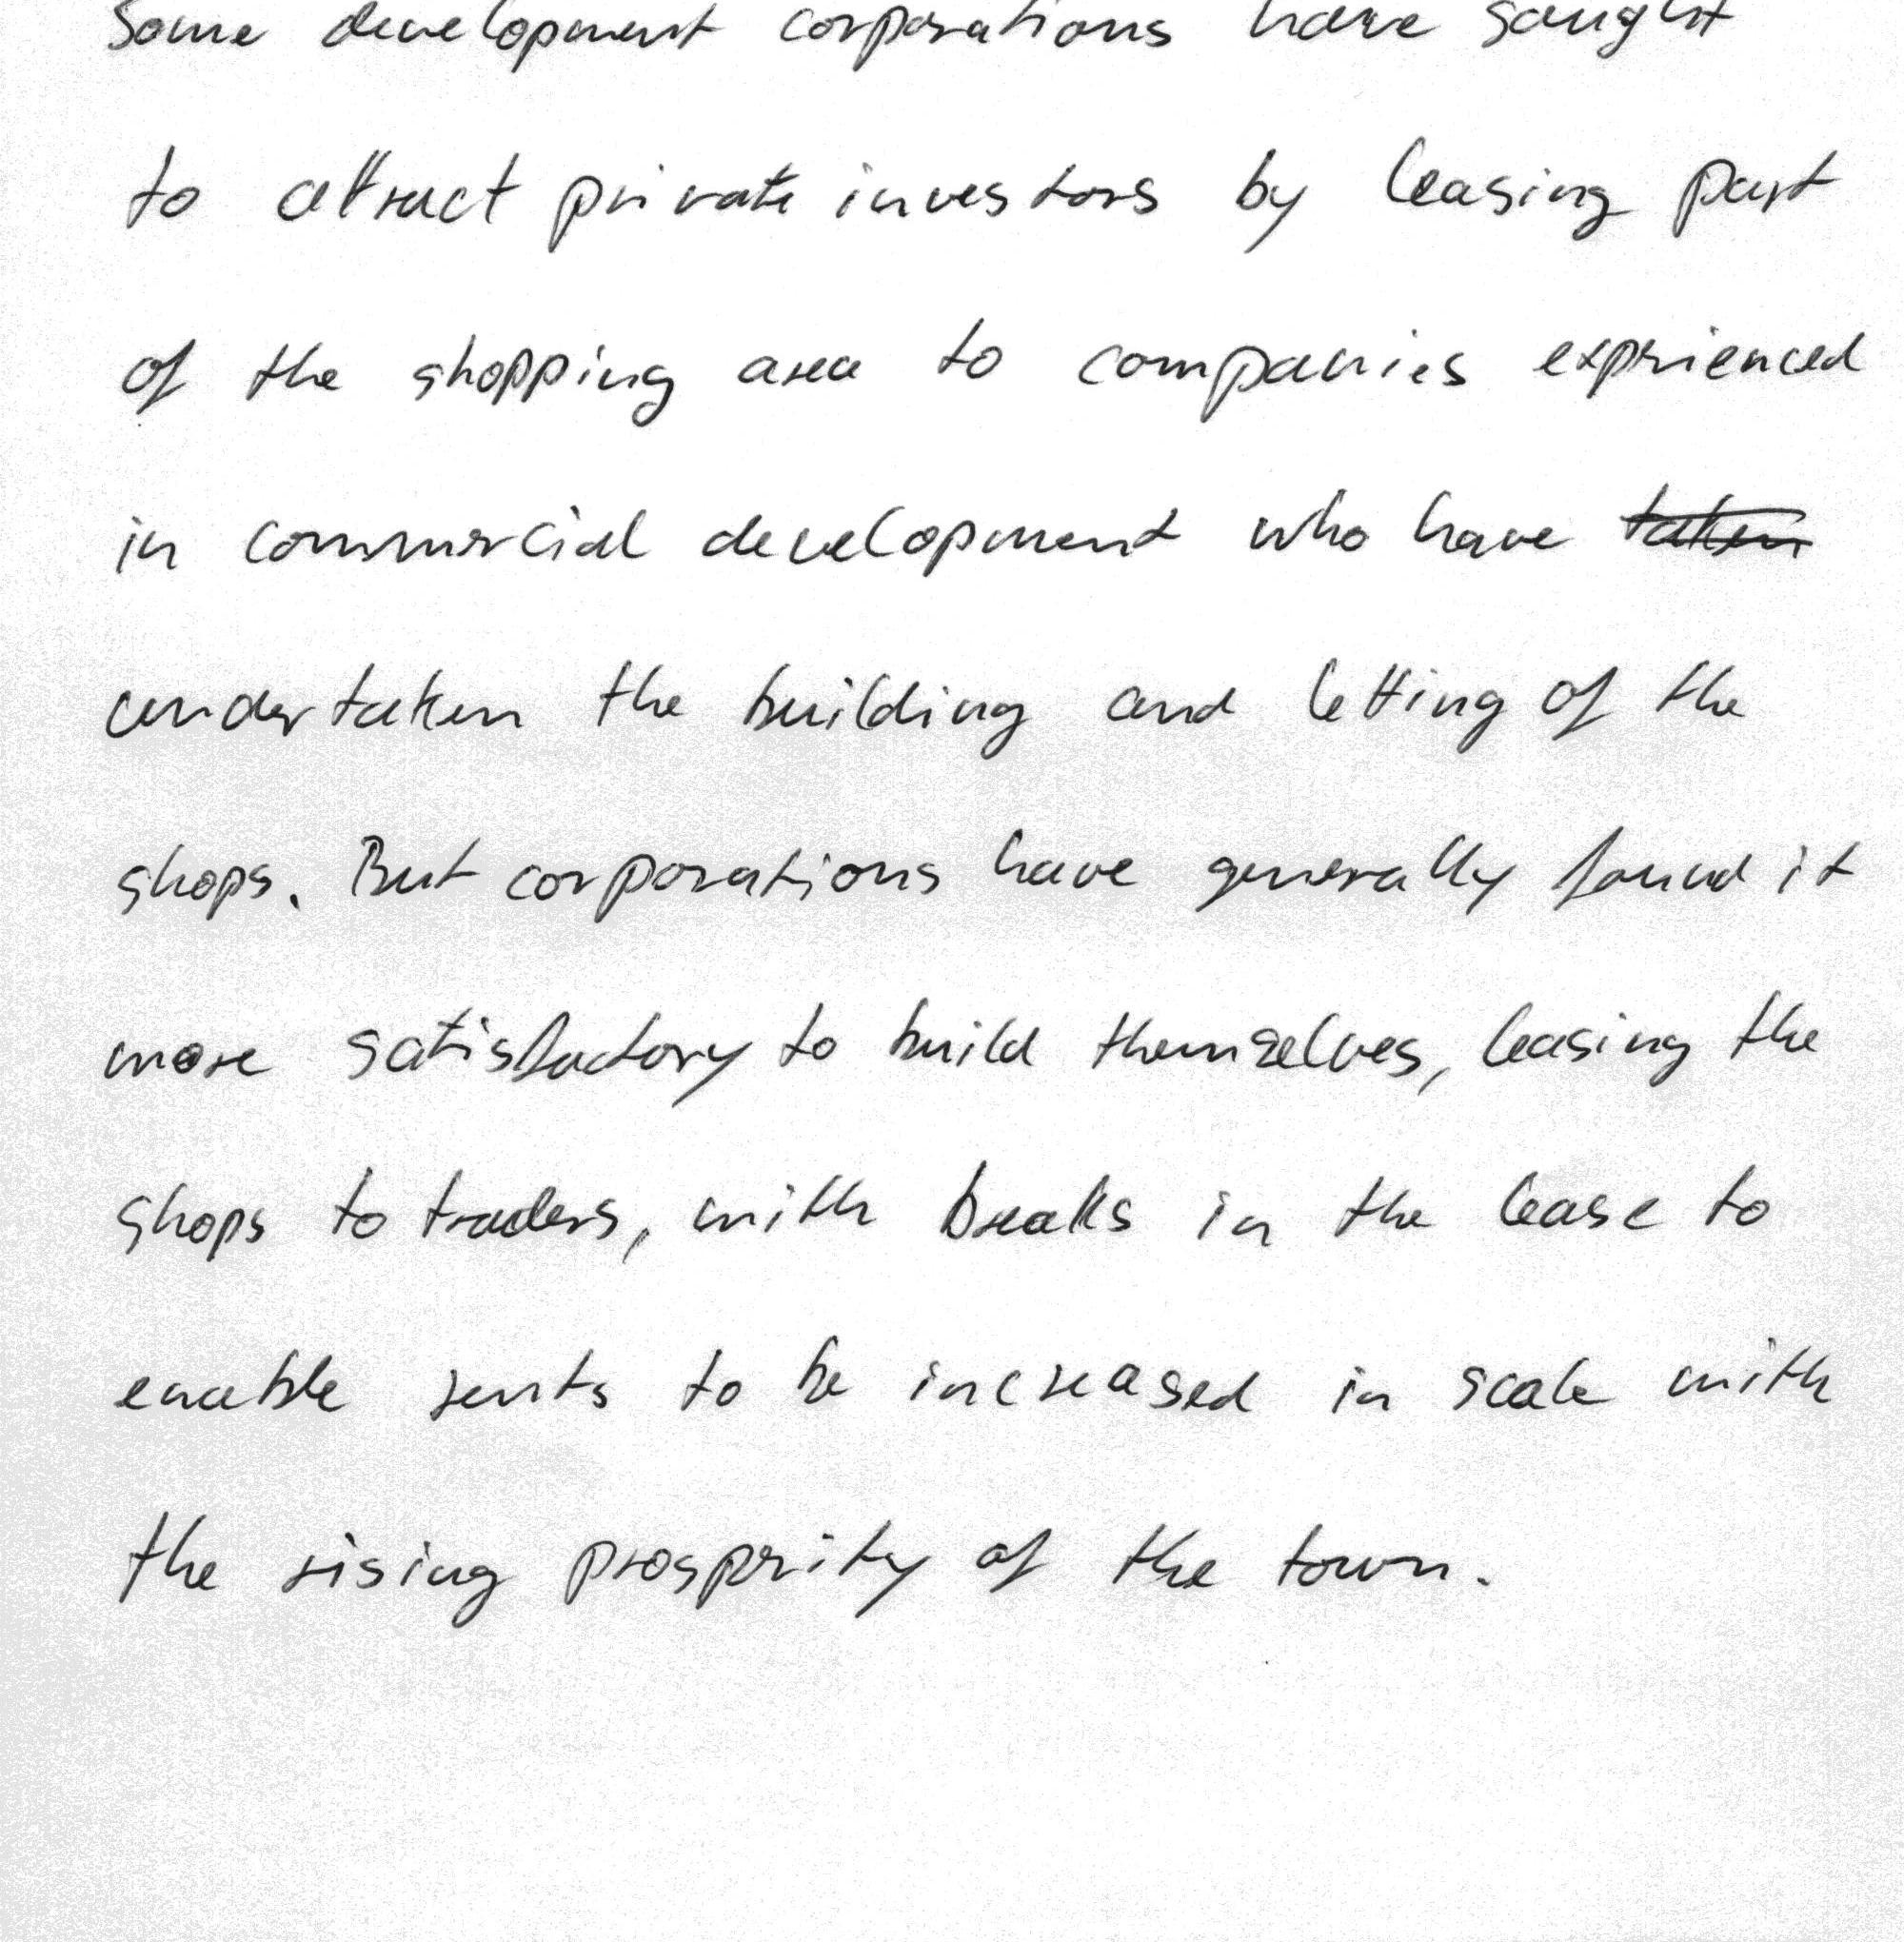 Some development corporations have sought
to attract private investors by leasing part
of the shopping area to companies exprienced
in commercial development who have taken
undertaken the building and letting of the
shops. But corporations have generally found it
more satisfactory to build themselves, leasing the
shops to traders, with breaks in the lease to
enable rents to be increased in scale with
the rising prosperity of the town.